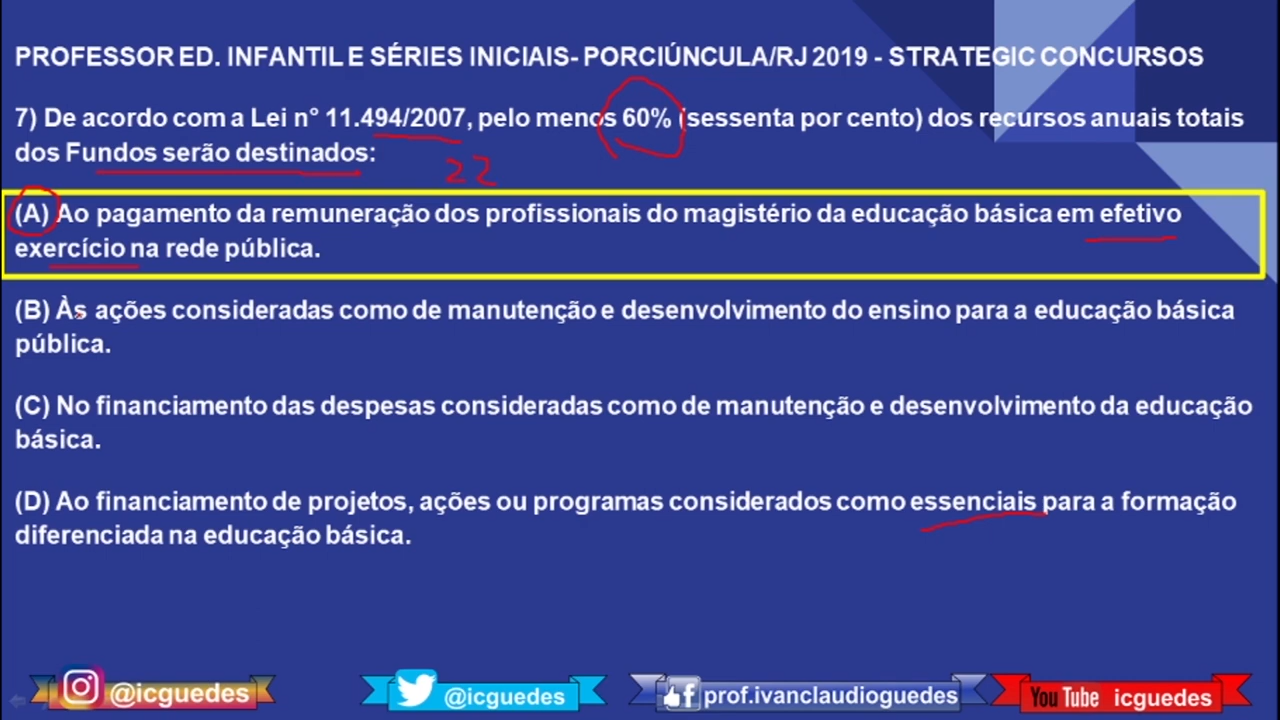 PROFESSOR ED. INFANTIL E SÉRIES INICIAIS- PORCIÚNCULA/RJ 2019 - STRATEGIC CONCURSOS
7) De acordo com a Lei n° 11.494/2007, pelo menos 60% (sessenta por cento) dos recursos anuais totais
dos Fundos serão destinados:
22
(A) Ao pagamento da remuneração dos profissionais do magistério da educação básica em efetivo
exercício na rede pública.
(B) Às ações consideradas como de manutenção e desenvolvimento do ensino para a educação básica
pública.
(C) No financiamento das despesas consideradas como de manutenção e desenvolvimento da educação
básica.
(D) Ao financiamento de projetos, ações ou programas considerados como essenciais para a formação
diferenciada na educação básica.
@icguedes @icguedes prof.ivanclaudioguedes You Tube icguedes